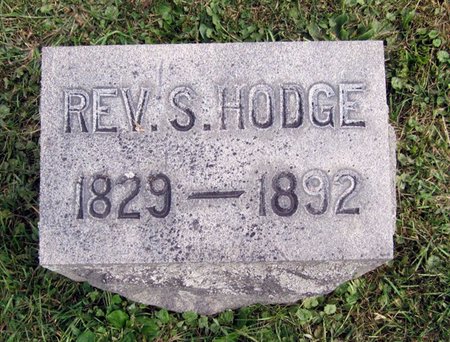 REV. S. HODGE
1829 — 1892